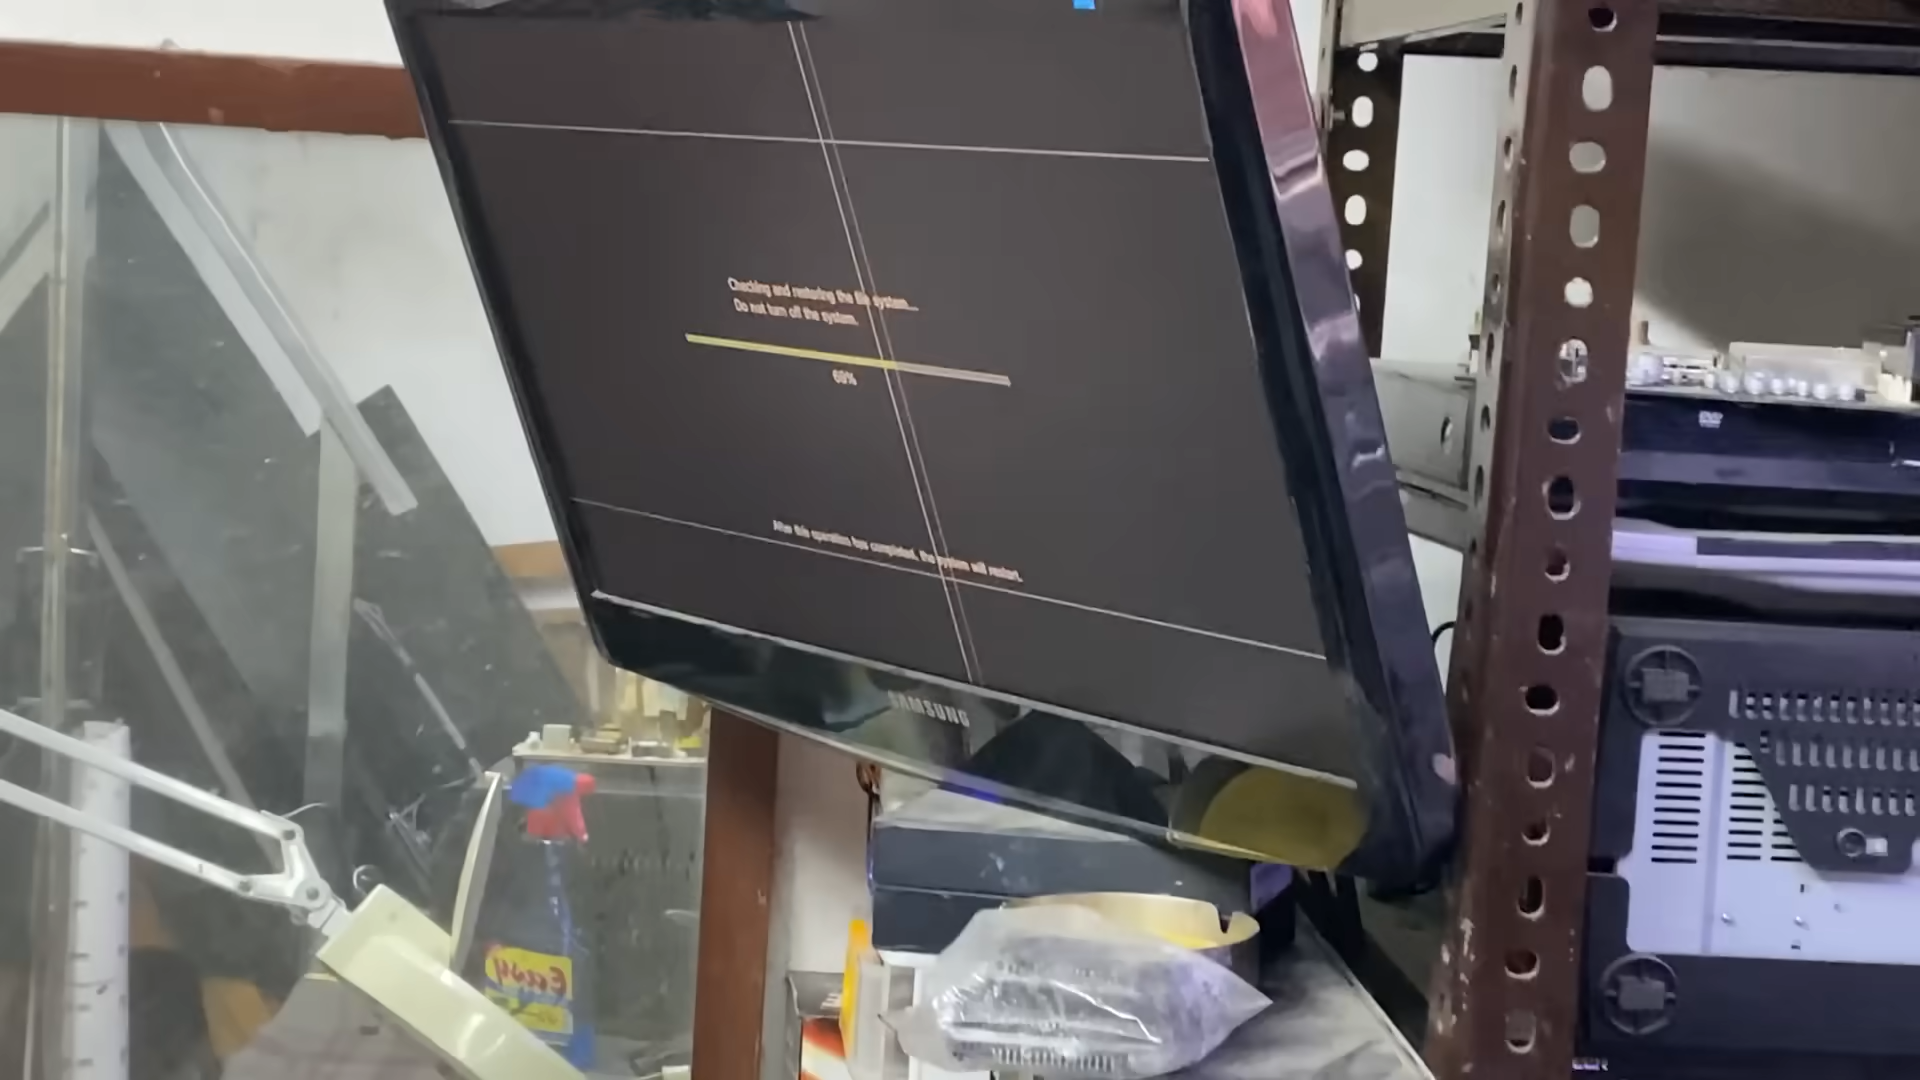 Checking and restoring the file system...
Do not turn off the system.
60%
After this operation has completed, the system will restart.
SAMSUNG
DVD